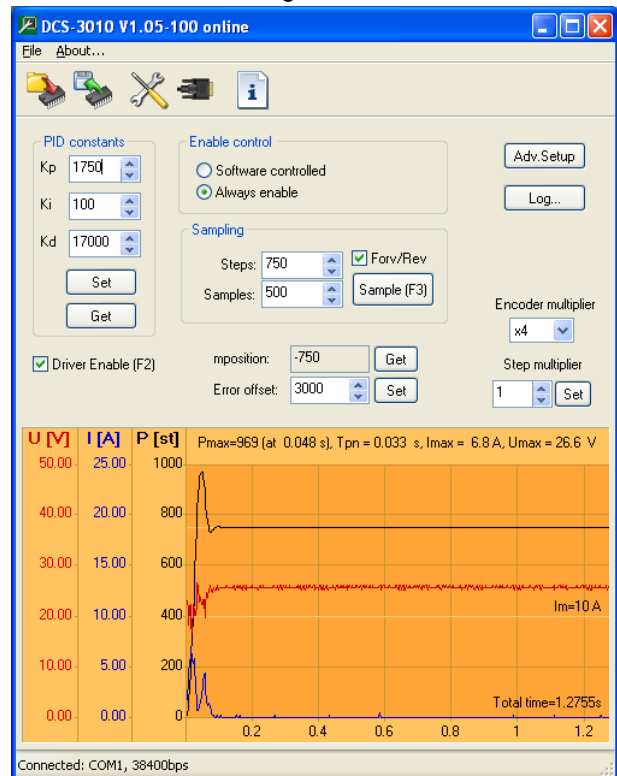 DCS-3010 V1.05-100 online
File About...
PID constants
Kp 1750
Ki 100
Kd 17000
Set
Get
Enable control
Software controlled
Always enable
Sampling
Steps: 750
Forv/Rev
Samples: 500
Sample (F3)
Adv.Setup
Log...
Encoder multiplier
x4
Driver Enable (F2)
mposition: -750 Get
Error offset: 3000 Set
Step multiplier
1 Set
U [V] I [A] P [st]
Pmax=969 (at 0.048 s), Tpn = 0.033 s, Imax = 6.8 A, Umax = 26.6 V
50.00 25.00 1000
40.00 20.00 800
30.00 15.00 600
20.00 10.00 400
Im=10 A
10.00 5.00 200
Total time=1.2755s
0.00 0.00 0
0.2 0.4 0.6 0.8 1 1.2
Connected: COM1, 38400bps